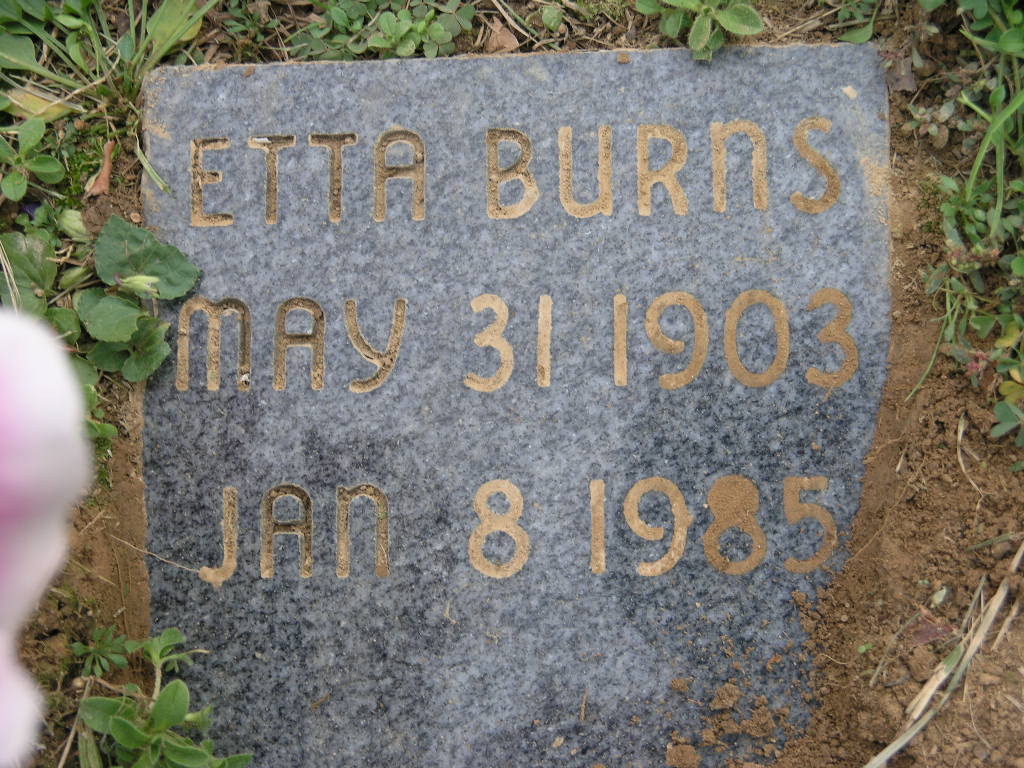 ETTA BURNS
MAY 31 1903
JAN 8 1985